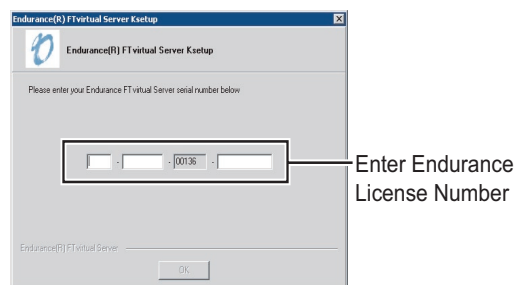 Endurance(R) FTvirtual Server Ksetup
Endurance(R) FTvirtual Server Ksetup
Please enter your Endurance FTvirtual Server serial number below
- - 00136 -
Enter Endurance
License Number
Endurance(R) FTvirtual Server
OK